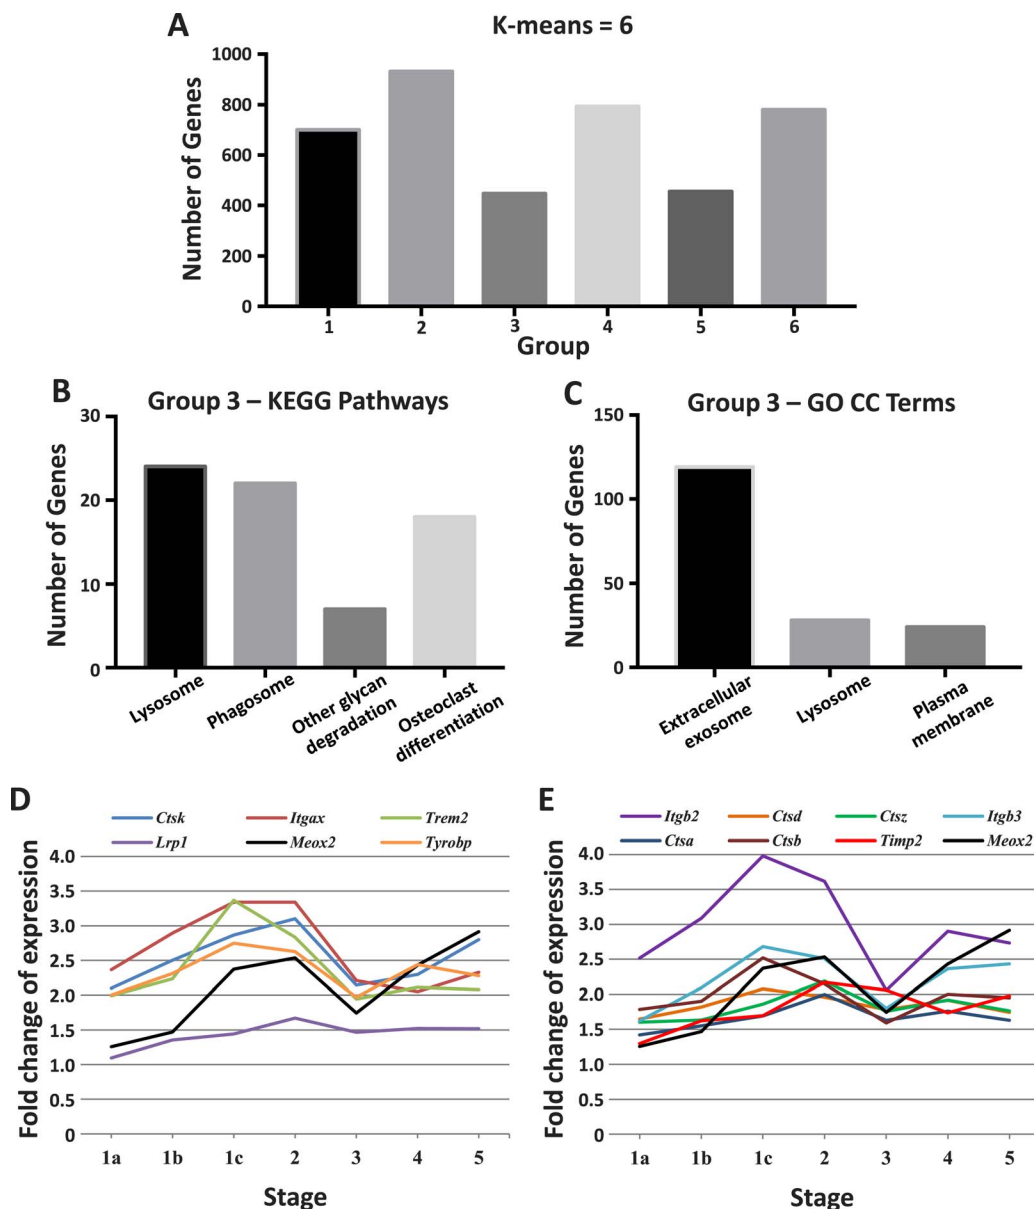 A
K-means = 6
Number of Genes
1000
800
600
400
200
0
1 2 3 4 5 6
Group
B
Group 3 – KEGG Pathways
Number of Genes
30
20
10
0
Lysosome
Phagosome
Other glycan
degradation
Osteoclast
differentiation
C
Group 3 – GO CC Terms
Number of Genes
150
100
50
0
Extracellular
exosome
Lysosome
Plasma
membrane
D
Ctsk Itgax Trem2
Lrp1 Meox2 Tyrobp
Fold change of expression
4.0
3.5
3.0
2.5
2.0
1.5
1.0
0.5
0
1a 1b 1c 2 3 4 5
Stage
E
Itgb2 Ctsd Ctsz Itgb3
Ctsa Ctsb Timp2 Meox2
Fold change of expression
4.0
3.5
3.0
2.5
2.0
1.5
1.0
0.5
0
1a 1b 1c 2 3 4 5
Stage